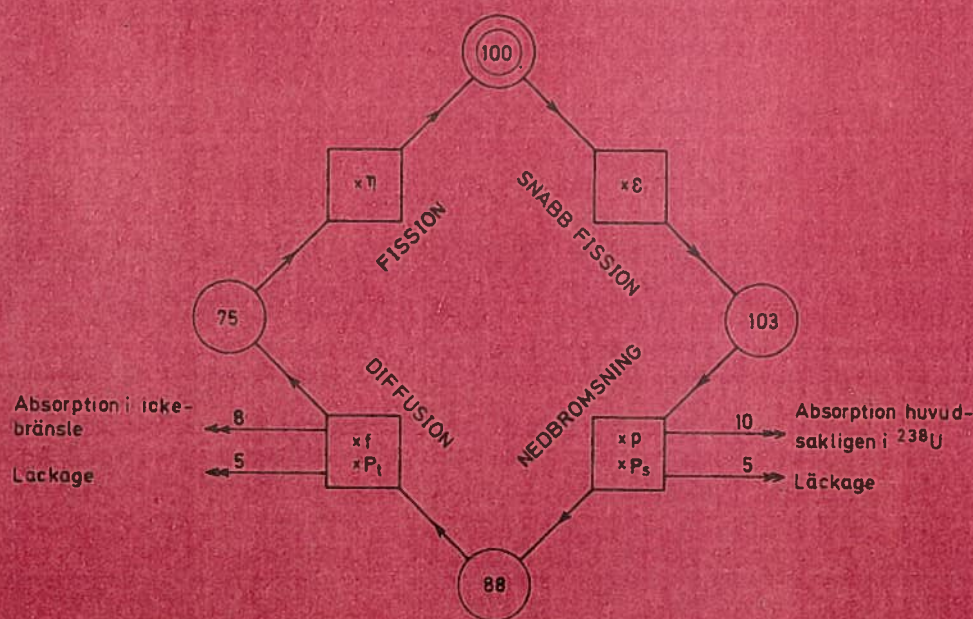 100
×η
×ε
FISSION
SNABB FISSION
75
103
DIFFUSION
NEDBROMSNING
Absorption i icke-
bränsle
8
5
Läckage
×f
×Pt
×p
×Ps
10
5
Absorption huvud-
sakligen i ²³⁸U
Läckage
88